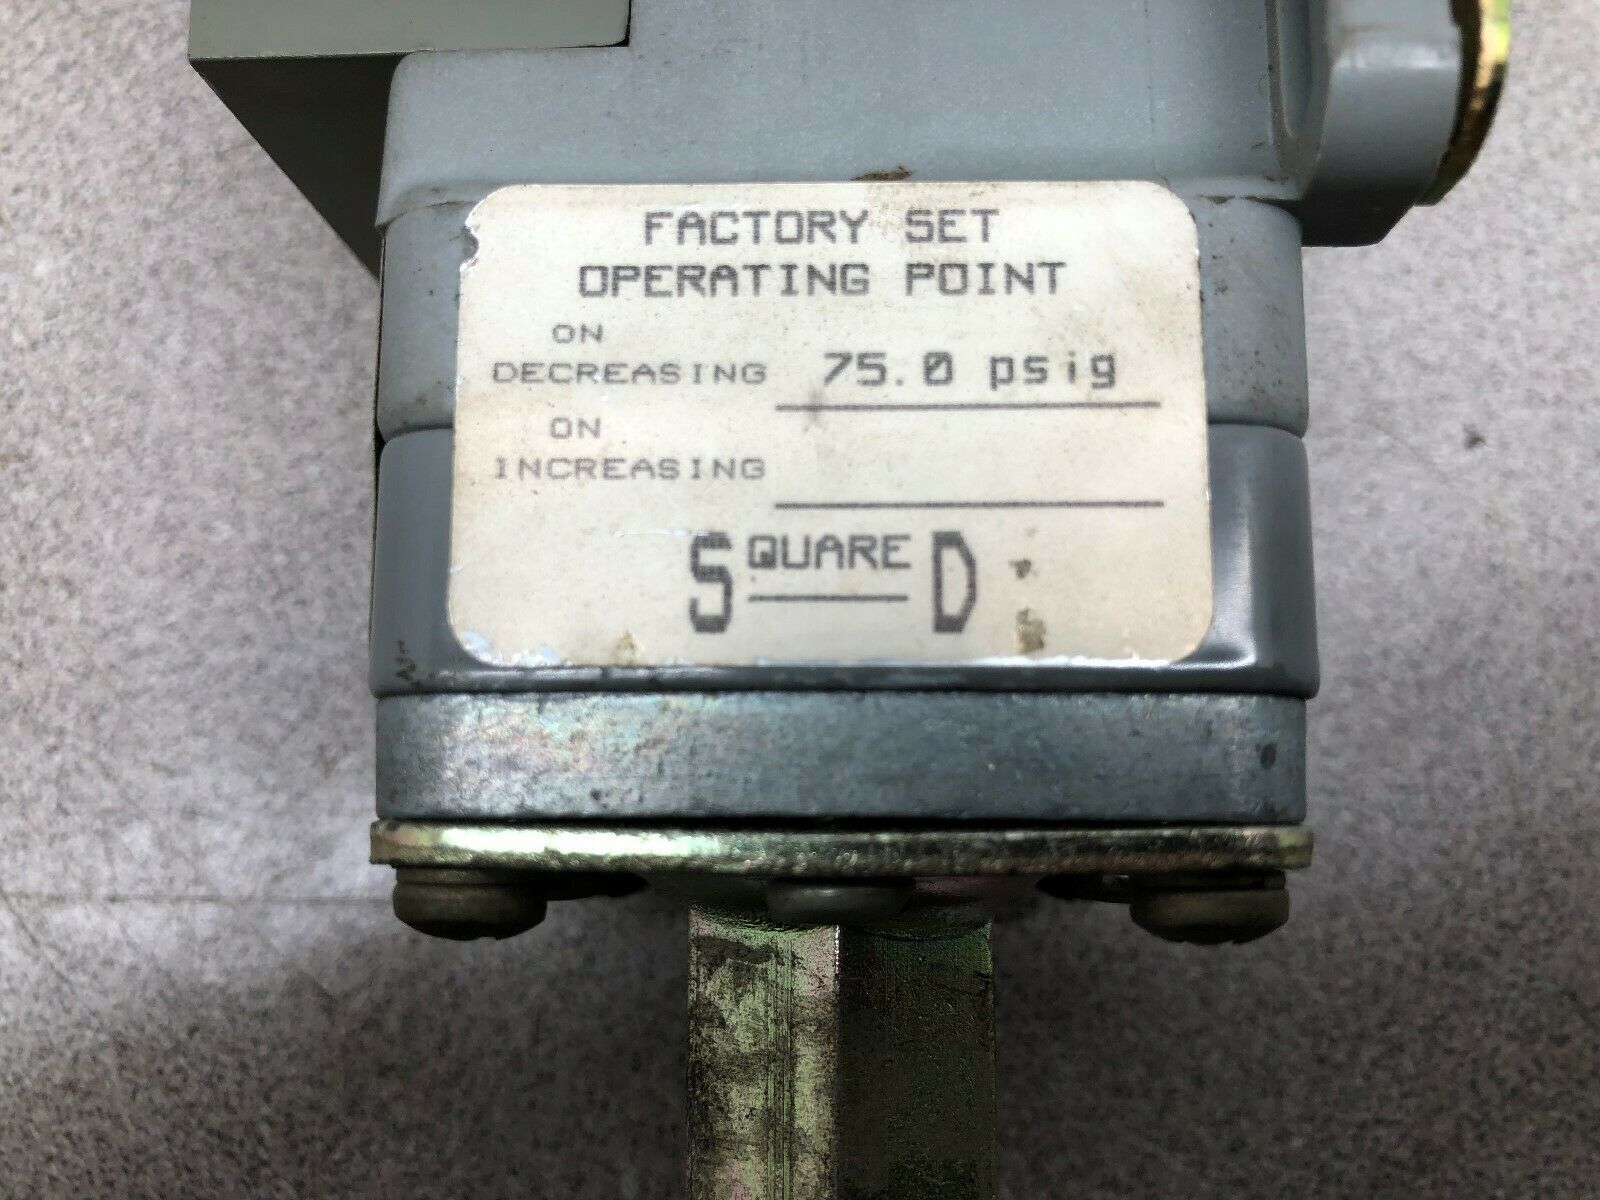 FACTORY SET
OPERATING POINT
ON
DECREASING 75.0 psig
ON
INCREASING
SQUARE D